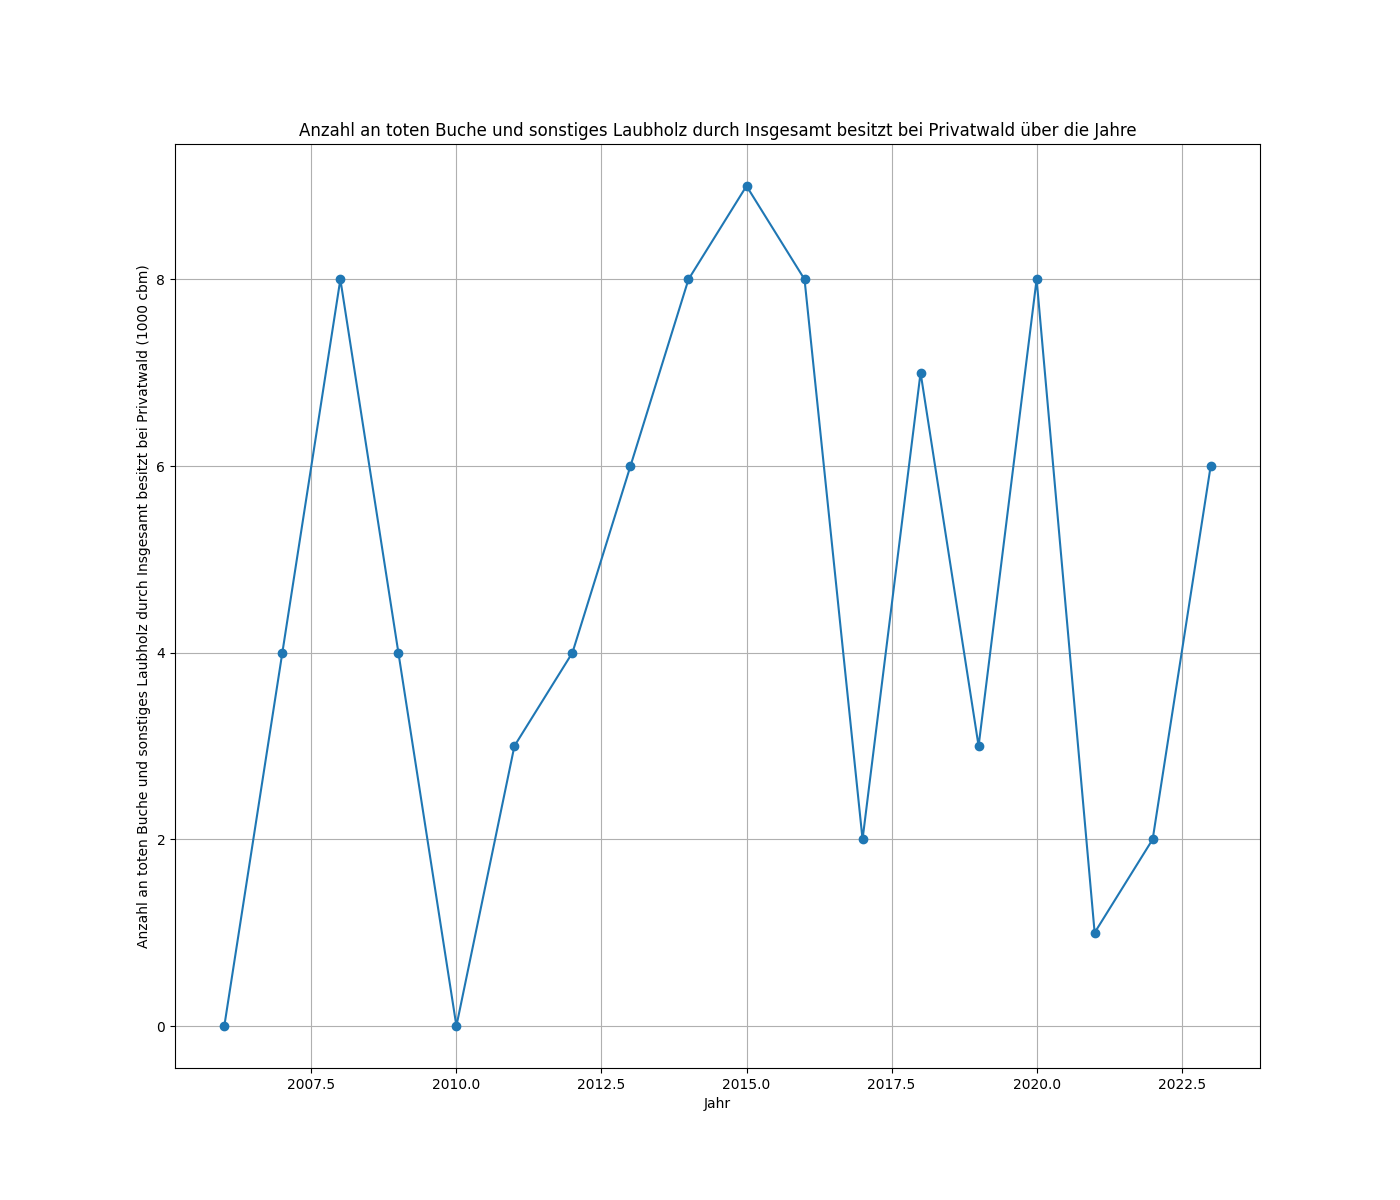 Anzahl an toten Buche und sonstiges Laubholz durch Insgesamt besitzt bei Privatwald über die Jahre
Anzahl an toten Buche und sonstiges Laubholz durch Insgesamt besitzt bei Privatwald (1000 cbm)
8
6
4
2
0
2007.5 2010.0 2012.5 2015.0 2017.5 2020.0 2022.5
Jahr